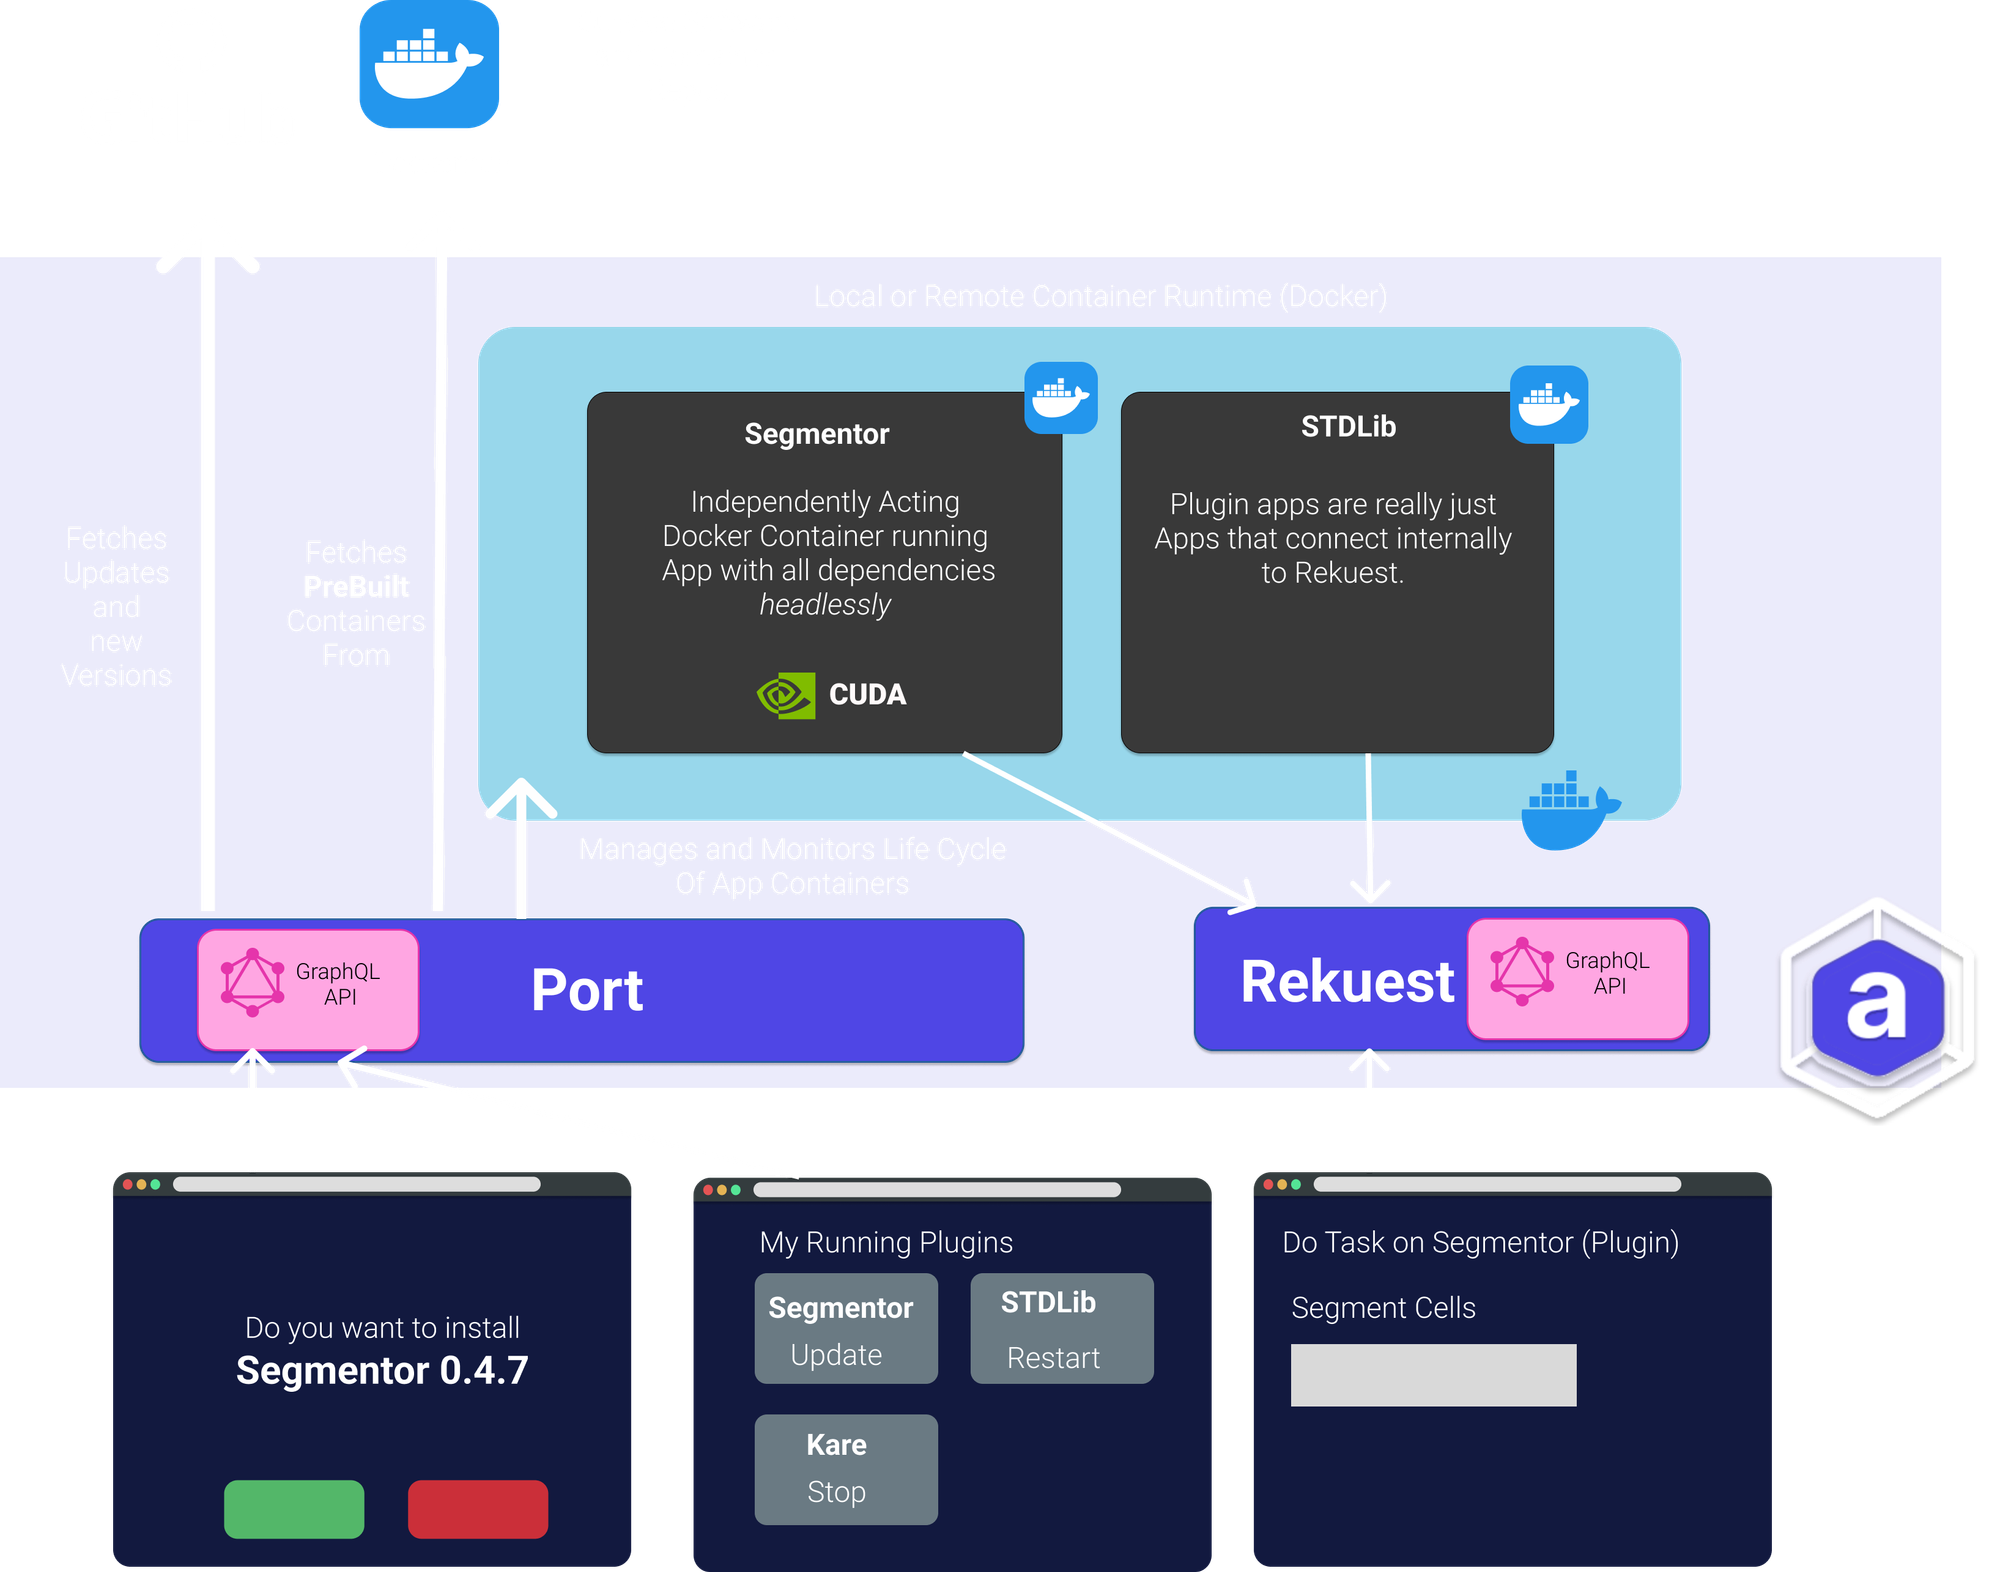 Local or Remote Container Runtime (Docker)
Segmentor
Independently Acting
Docker Container running
App with all dependencies
headlessly
CUDA
STDLib
Plugin apps are really just
Apps that connect internally
to Rekuest.
Fetches
Updates
and
new
Versions
Fetches
PreBuilt
Containers
From
Manages and Monitors Life Cycle
Of App Containers
GraphQL
API
Port
Rekuest
GraphQL
API
a
Do you want to install
Segmentor 0.4.7
My Running Plugins
Segmentor
Update
STDLib
Restart
Kare
Stop
Do Task on Segmentor (Plugin)
Segment Cells